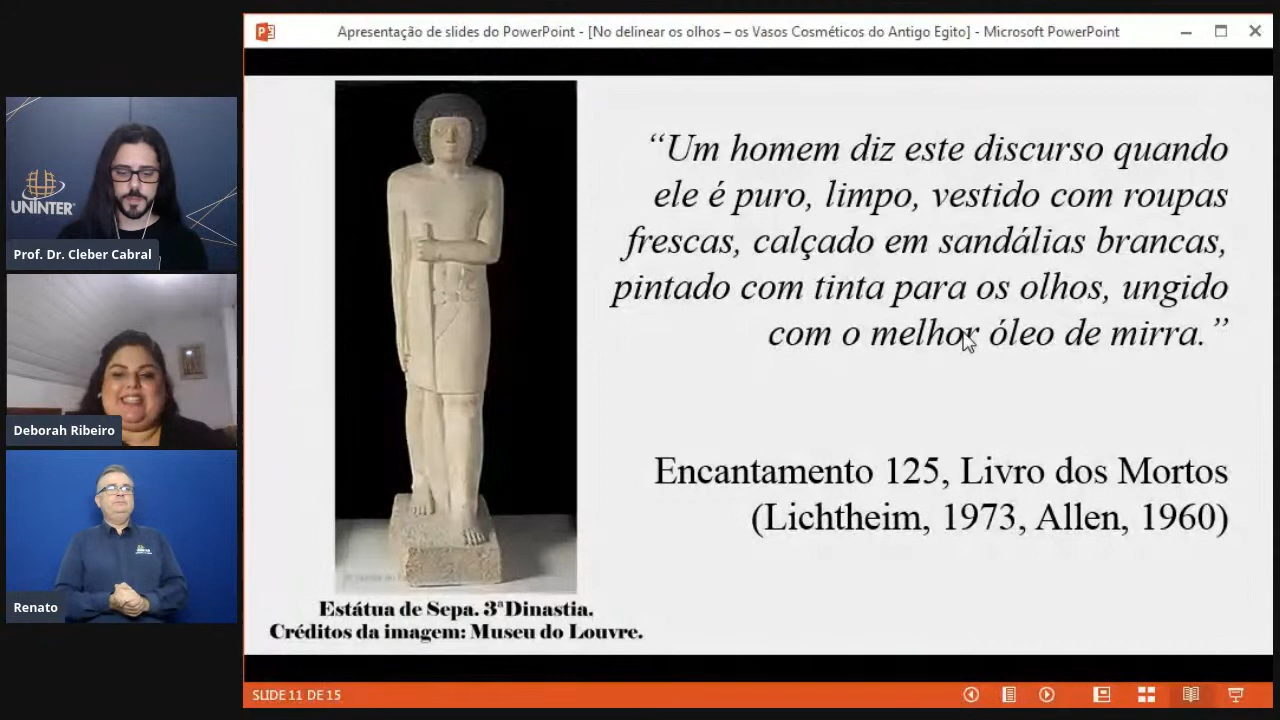 Apresentação de slides do PowerPoint - [No delinear os olhos – os Vasos Cosméticos do Antigo Egito] - Microsoft PowerPoint
UNINTER
Prof. Dr. Cleber Cabral
Deborah Ribeiro
Renato
“Um homem diz este discurso quando
ele é puro, limpo, vestido com roupas
frescas, calçado em sandálias brancas,
pintado com tinta para os olhos, ungido
com o melhor óleo de mirra.”
Encantamento 125, Livro dos Mortos
(Lichtheim, 1973, Allen, 1960)
Estátua de Sepa. 3ªDinastia.
Créditos da imagem: Museu do Louvre.
SLIDE 11 DE 15